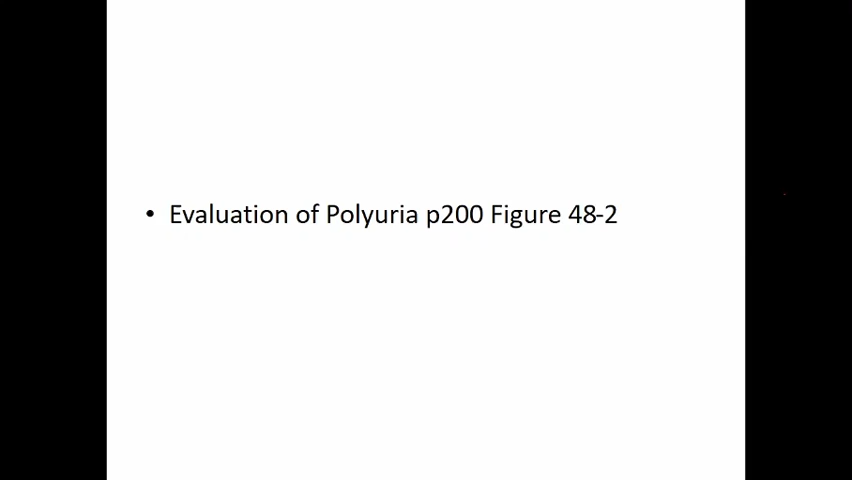 • Evaluation of Polyuria p200 Figure 48-2